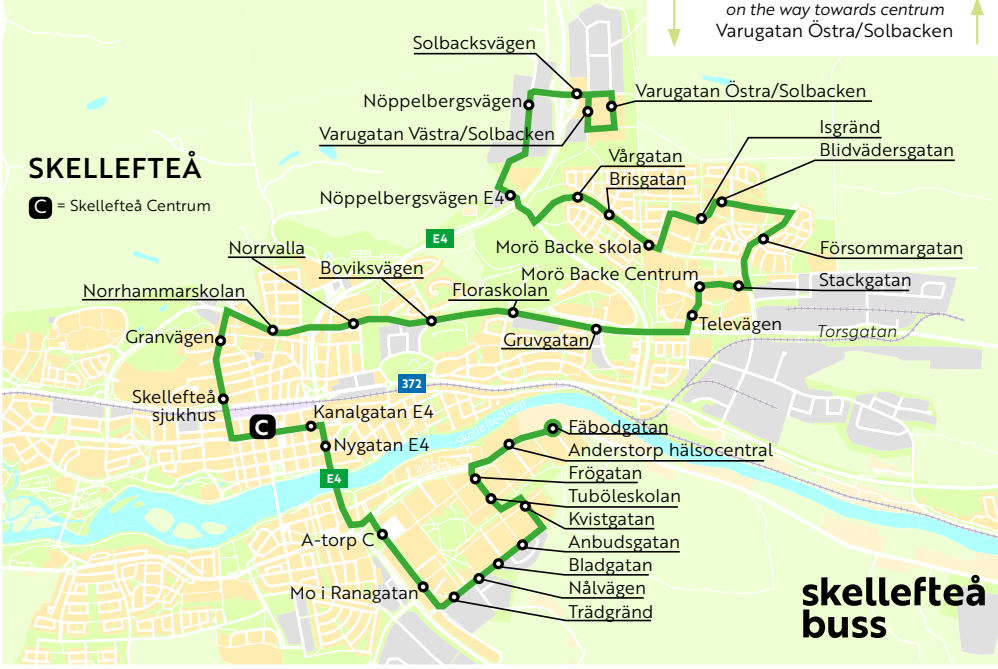 on the way towards centrum
Varugatan Östra/Solbacken
Solbacksvägen
Nöppelbergsvägen
Varugatan Östra/Solbacken
Varugatan Västra/Solbacken
Isgränd
Blidvädersgatan
Vårgatan
Brisgatan
SKELLEFTEÅ
C = Skellefteå Centrum
Nöppelbergsvägen E4
E4
Morö Backe skola
Försommargatan
Norrvalla
Boviksvägen
Morö Backe Centrum
Stackgatan
Norrhammarskolan
Floraskolan
Granvägen
Gruvgatan
Televägen
Torsgatan
372
Skellefteå
sjukhus
C
Kanalgatan E4
Nygatan E4
Skellefteälven
Fäbodgatan
Anderstorp hälsocentral
E4
Frögatan
Tuböleskolan
Kvistgatan
A-torp C
Anbudsgatan
Bladgatan
Mo i Ranagatan
Nålvägen
Trädgränd
skellefteå
buss